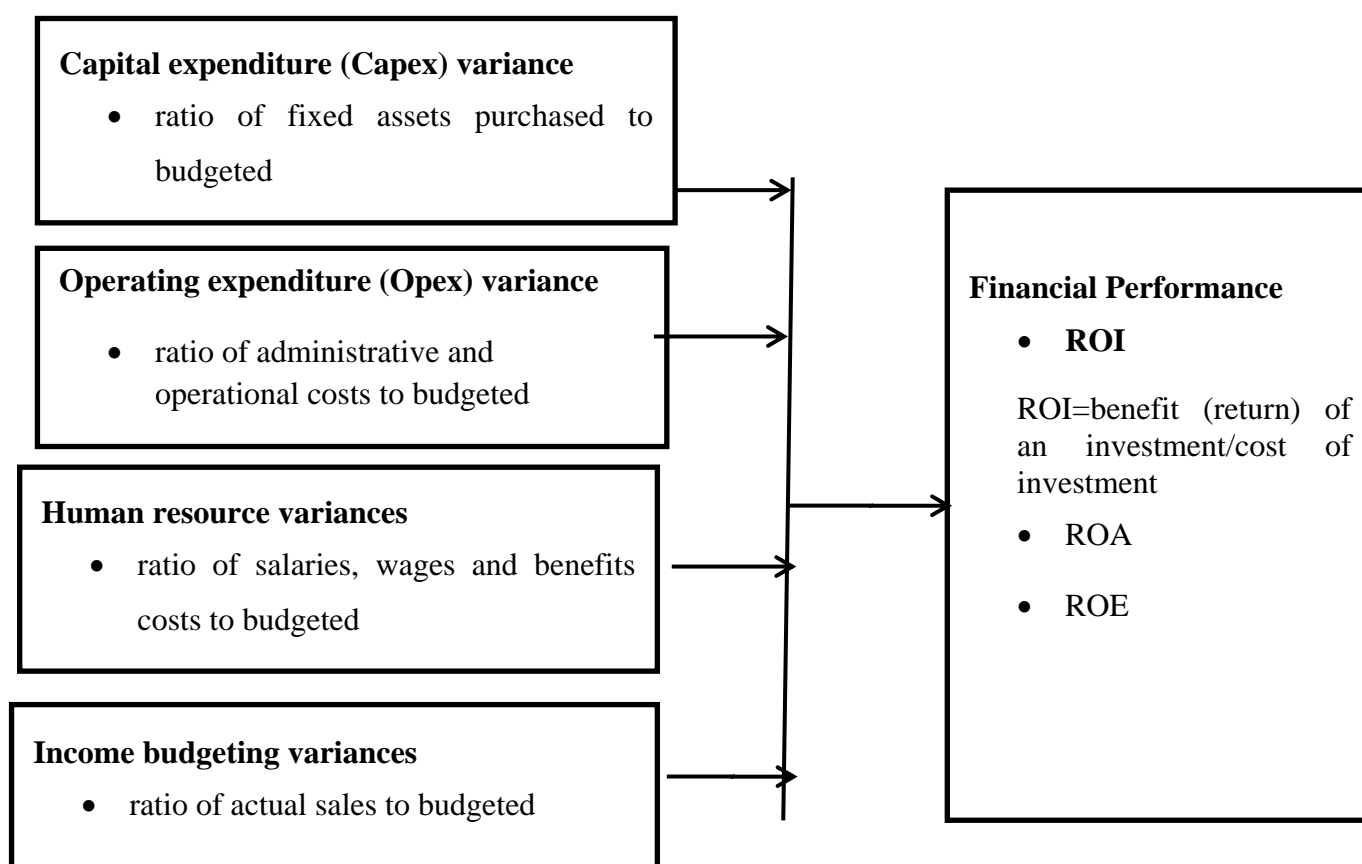 Capital expenditure (Capex) variance
• ratio of fixed assets purchased to
budgeted
Operating expenditure (Opex) variance
• ratio of administrative and
operational costs to budgeted
Human resource variances
• ratio of salaries, wages and benefits
costs to budgeted
Income budgeting variances
• ratio of actual sales to budgeted
Financial Performance
• ROI
ROI=benefit (return) of
an investment/cost of
investment
• ROA
• ROE